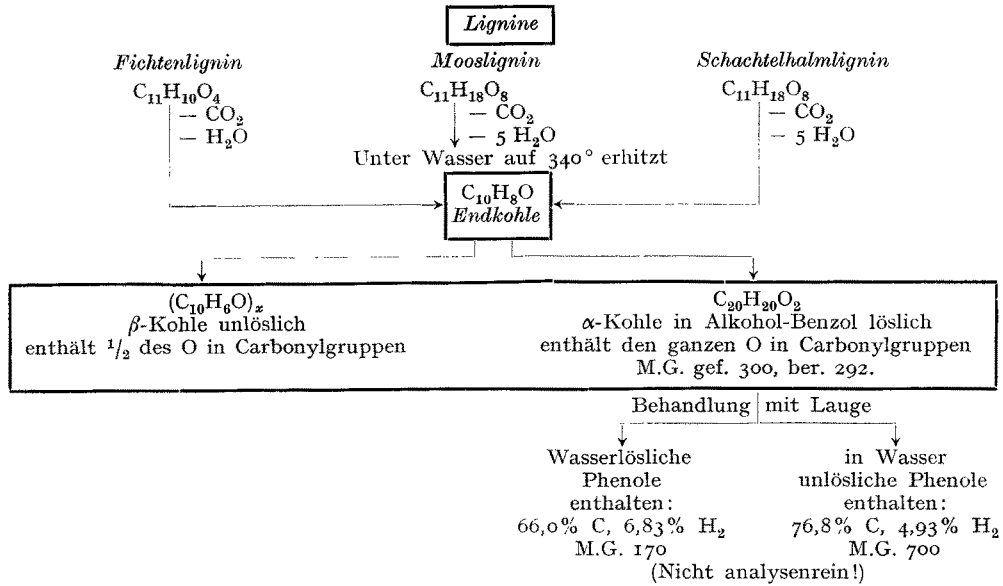 Lignine
Fichtenlignin
C₁₁H₁₀O₄
— CO₂
— H₂O
Mooslignin
C₁₁H₁₈O₈
— CO₂
— 5 H₂O
Schachtelhalmlignin
C₁₁H₁₈O₈
— CO₂
— 5 H₂O
Unter Wasser auf 340° erhitzt
C₁₀H₈O
Endkohle
(C₁₀H₆O)ₓ
β-Kohle unlöslich
enthält ¹/₂ des O in Carbonylgruppen
C₂₀H₂₀O₂
α-Kohle in Alkohol-Benzol löslich
enthält den ganzen O in Carbonylgruppen
M.G. gef. 300, ber. 292.
Behandlung mit Lauge
Wasserlösliche
Phenole
enthalten:
66,0% C, 6,83% H₂
M.G. 170
in Wasser
unlösliche Phenole
enthalten:
76,8% C, 4,93% H₂
M.G. 700
(Nicht analysenrein!)